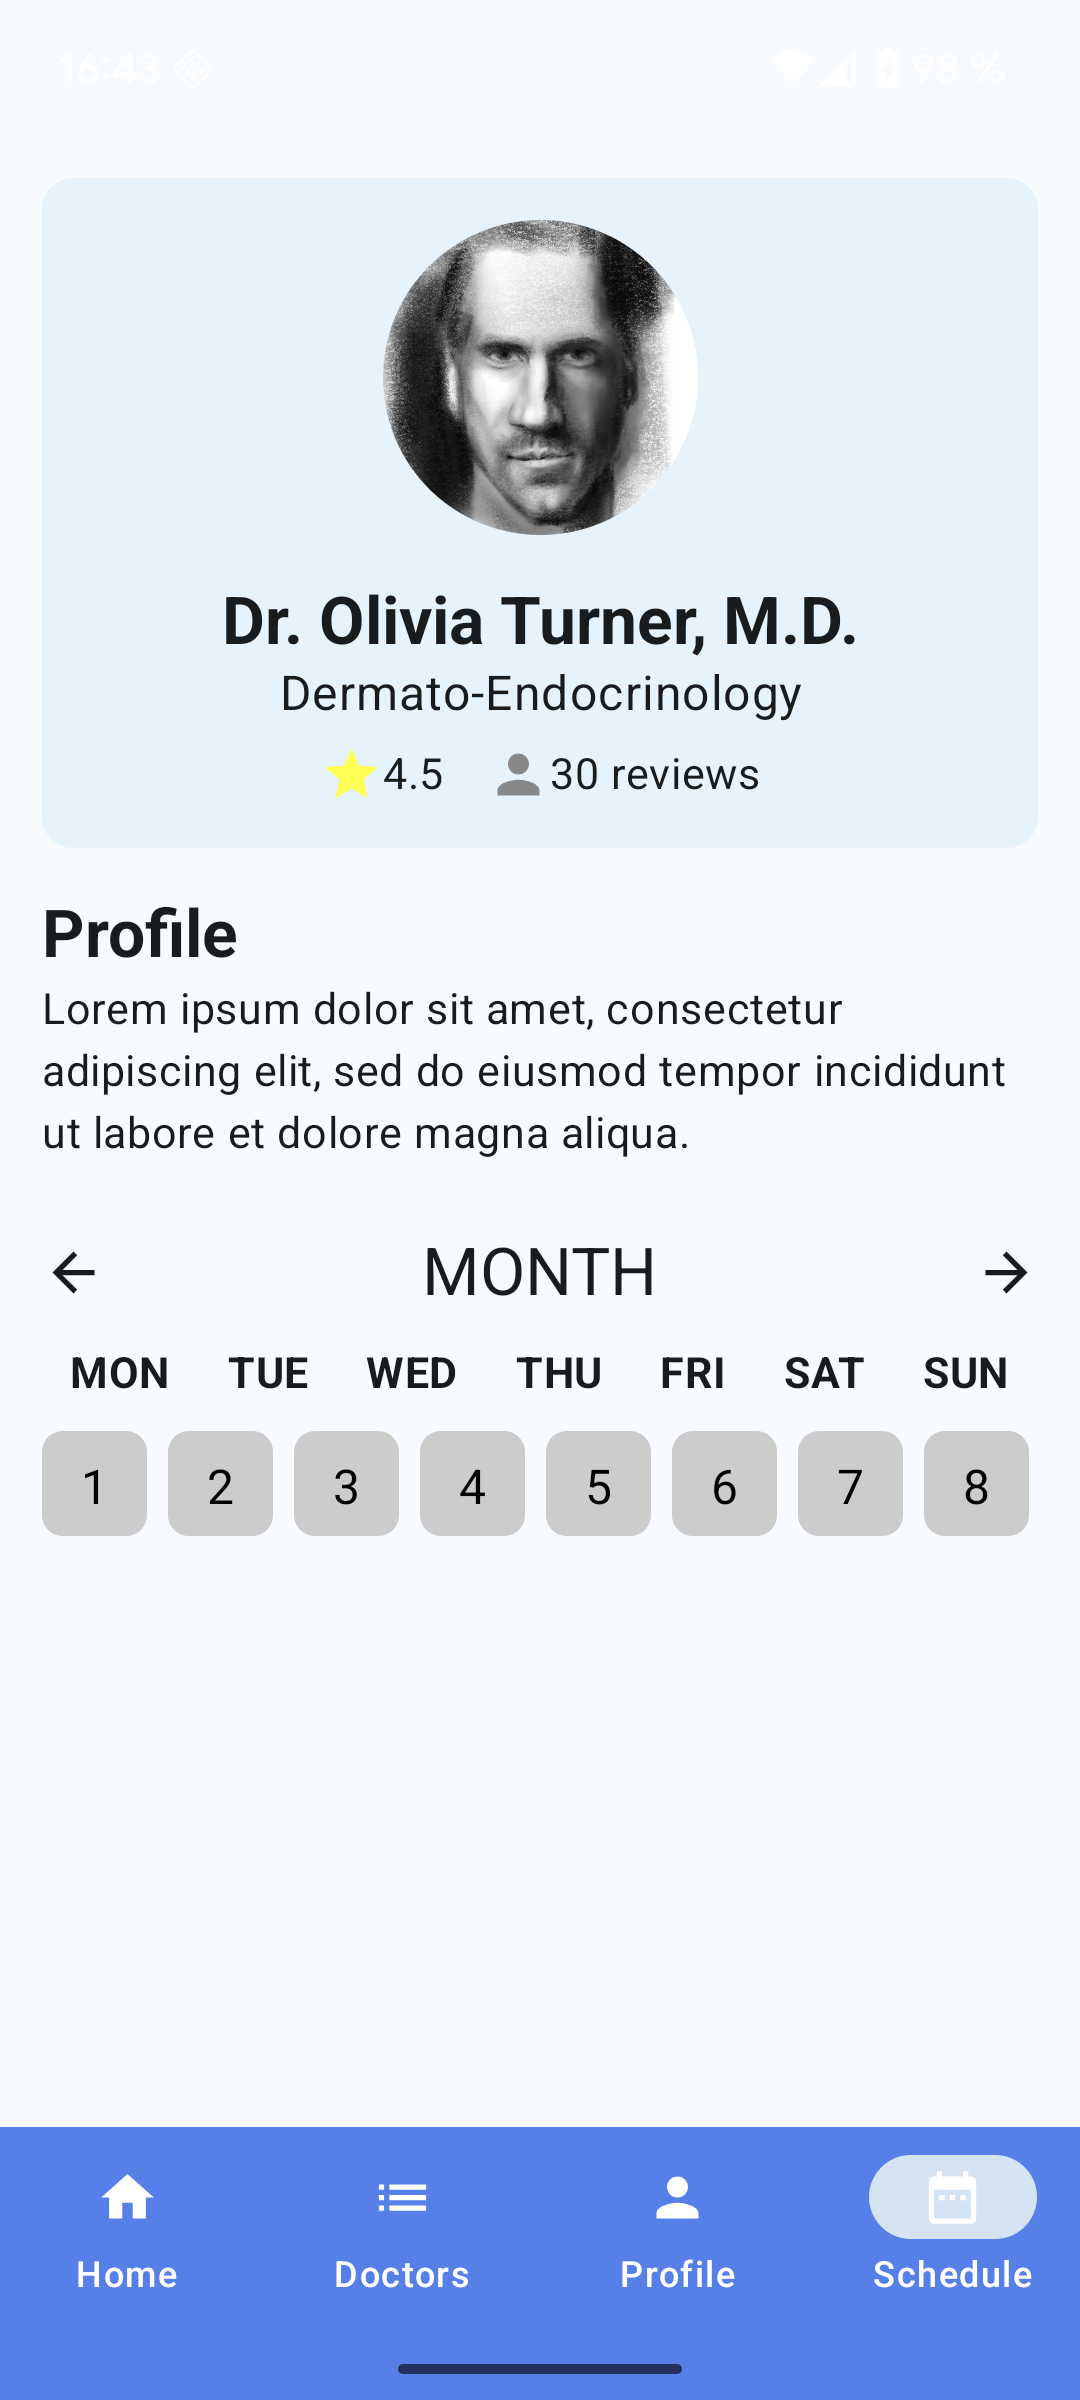 16:43 98 %
Dr. Olivia Turner, M.D.
Dermato-Endocrinology
4.5 30 reviews
Profile
Lorem ipsum dolor sit amet, consectetur
adipiscing elit, sed do eiusmod tempor incididunt
ut labore et dolore magna aliqua.
MONTH
MON TUE WED THU FRI SAT SUN
1 2 3 4 5 6 7 8
Home Doctors Profile Schedule